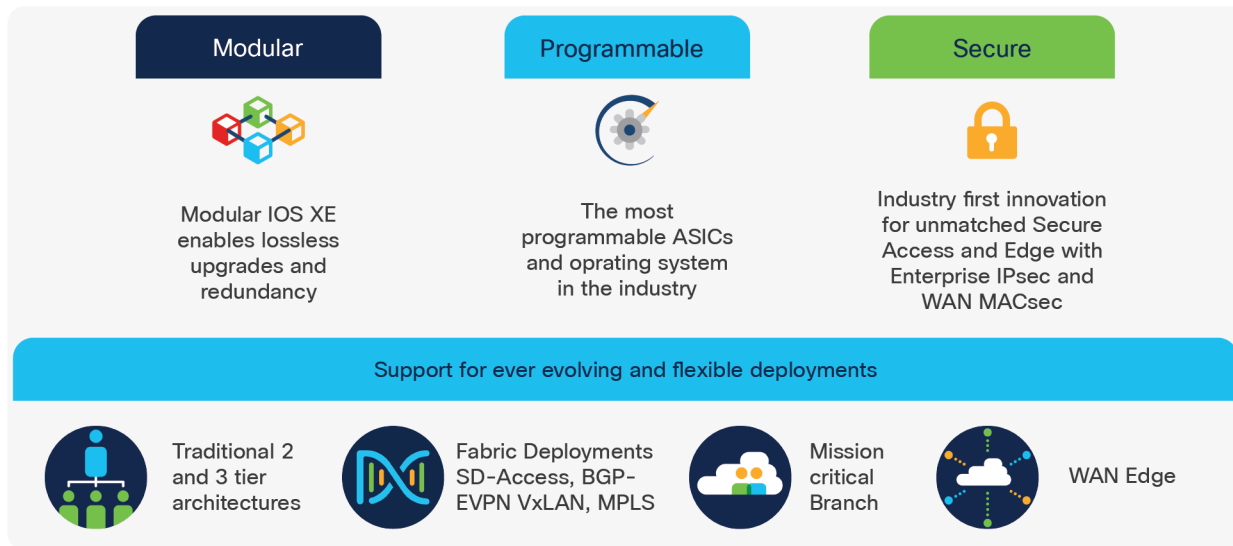 Modular
Programmable
Secure
Modular IOS XE
enables lossless
upgrades and
redundancy
The most
programmable ASICs
and oprating system
in the industry
Industry first innovation
for unmatched Secure
Access and Edge with
Enterprise IPsec and
WAN MACsec
Support for ever evolving and flexible deployments
Traditional 2
and 3 tier
architectures
Fabric Deployments
SD-Access, BGP-
EVPN VxLAN, MPLS
Mission
critical
Branch
WAN Edge